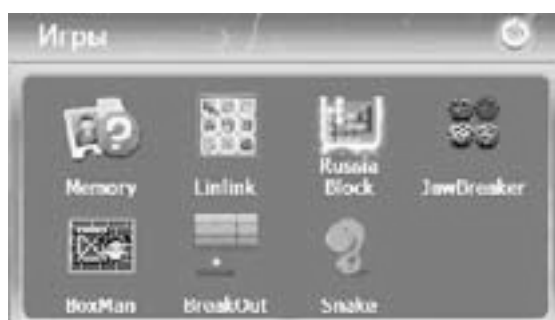 Игры
Memory
Linlink
Russia
Block
JawBreaker
BoxMan
BreakOut
Snake